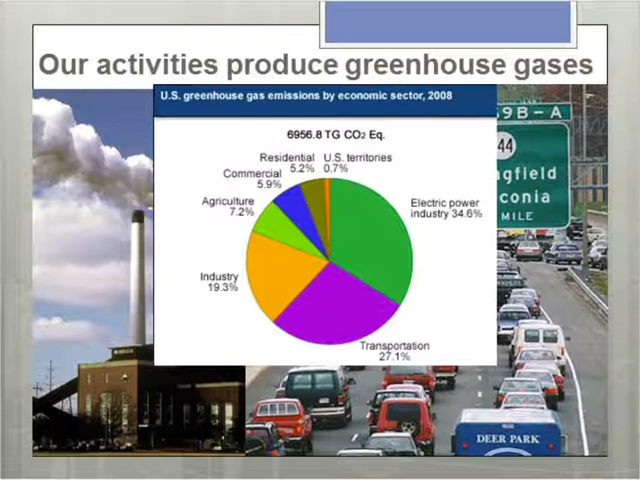 Our activities produce greenhouse gases
U.S. greenhouse gas emissions by economic sector, 2008
6956.8 TG CO₂ Eq.
Residential
5.2%
U.S. territories
0.7%
Commercial
5.9%
Agriculture
7.2%
Electric power
industry 34.6%
Industry
19.3%
Transportation
27.1%
59B-A
44
ngfield
conia
MILE
DEER PARK